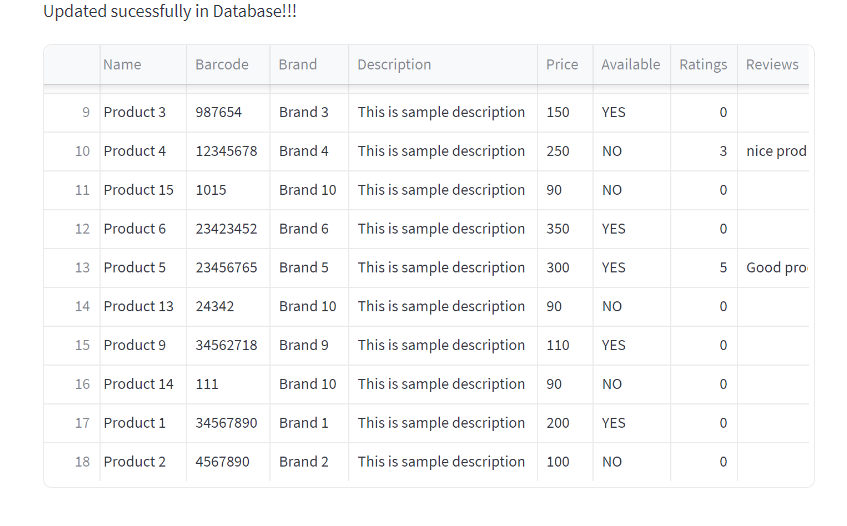 Updated sucessfully in Database!!!
Name Barcode Brand Description Price Available Ratings Reviews
9 Product 3 987654 Brand 3 This is sample description 150 YES 0
10 Product 4 12345678 Brand 4 This is sample description 250 NO 3 nice prod
11 Product 15 1015 Brand 10 This is sample description 90 NO 0
12 Product 6 23423452 Brand 6 This is sample description 350 YES 0
13 Product 5 23456765 Brand 5 This is sample description 300 YES 5 Good pro
14 Product 13 24342 Brand 10 This is sample description 90 NO 0
15 Product 9 34562718 Brand 9 This is sample description 110 YES 0
16 Product 14 111 Brand 10 This is sample description 90 NO 0
17 Product 1 34567890 Brand 1 This is sample description 200 YES 0
18 Product 2 4567890 Brand 2 This is sample description 100 NO 0